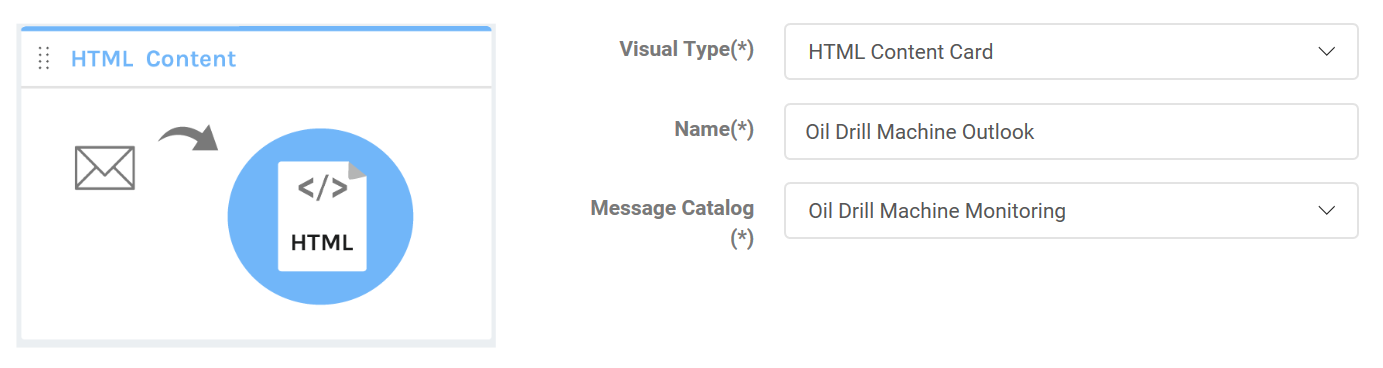 HTML Content
</>
HTML
Visual Type(*)
HTML Content Card
Name(*)
Oil Drill Machine Outlook
Message Catalog
(*)
Oil Drill Machine Monitoring